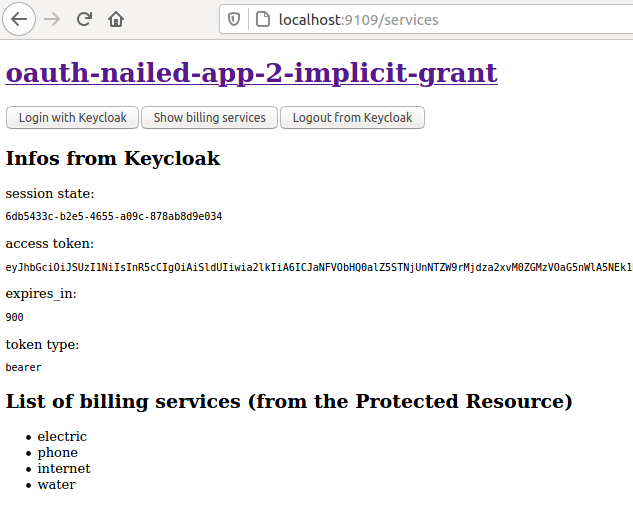 localhost:9109/services
oauth-nailed-app-2-implicit-grant
Login with Keycloak Show billing services Logout from Keycloak
Infos from Keycloak
session state:
6db5433c-b2e5-4655-a09c-878ab8d9e034
access token:
eyJhbGciOiJSUzI1NiIsInR5cCIgOiAiSldUIiwia2lkIiA6ICJaNFVObHQ0alZ5STNjUnNTZW9rMjdza2xvM0ZGMzVOaG5nWlA5NEk1
expires_in:
900
token type:
bearer
List of billing services (from the Protected Resource)
electric
phone
internet
water